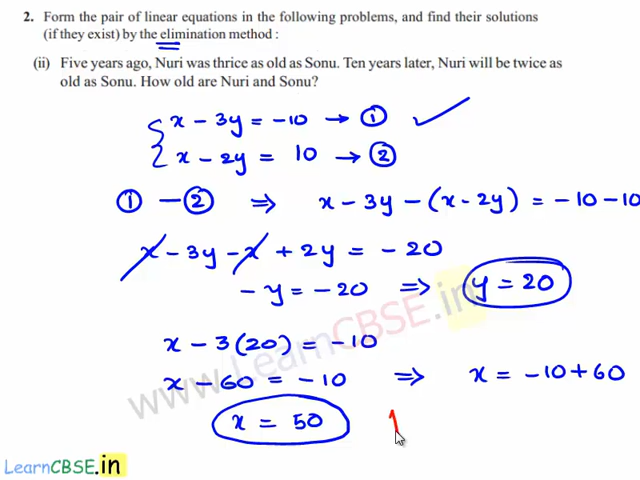 2. Form the pair of linear equations in the following problems, and find their solutions
(if they exist) by the elimination method :
(ii) Five years ago, Nuri was thrice as old as Sonu. Ten years later, Nuri will be twice as
old as Sonu. How old are Nuri and Sonu?
x - 3y = -10 → ①
x - 2y = 10 → ②
① - ② ⇒ x - 3y - (x - 2y) = -10 - 10
x - 3y - x + 2y = -20
-y = -20 ⇒ y = 20
x - 3(20) = -10
x - 60 = -10 ⇒ x = -10 + 60
x = 50
www.LearnCBSE.in
LearnCBSE.in